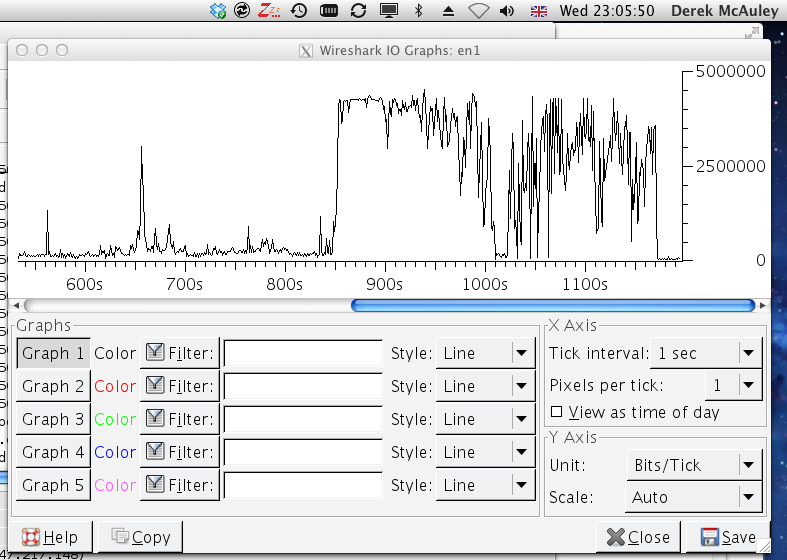 Wed 23:05:50 Derek McAuley
Wireshark IO Graphs: en1
5000000
2500000
0
600s 700s 800s 900s 1000s 1100s
Graphs
Graph 1 Color Filter: Style: Line
Graph 2 Color Filter: Style: Line
Graph 3 Color Filter: Style: Line
Graph 4 Color Filter: Style: Line
Graph 5 Color Filter: Style: Line
X Axis
Tick interval: 1 sec
Pixels per tick: 1
View as time of day
Y Axis
Unit: Bits/Tick
Scale: Auto
Help Copy Close Save
47.217.148)